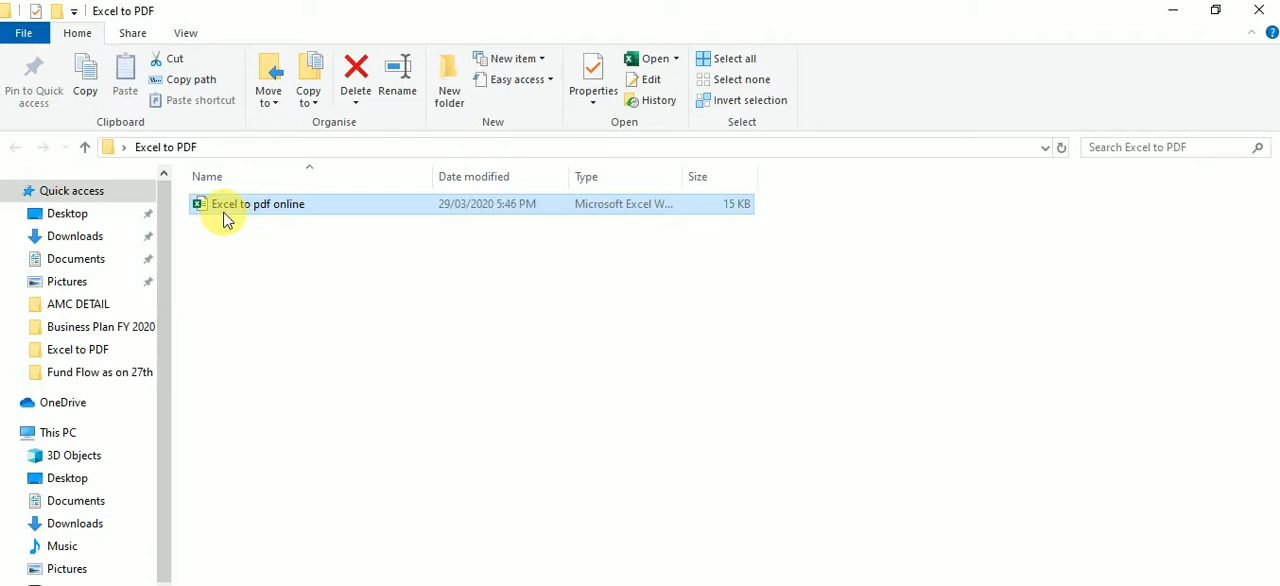 Excel to PDF
File Home Share View
Pin to Quick access
Copy
Paste
Cut
Copy path
Paste shortcut
Clipboard
Move to
Copy to
Delete
Rename
Organise
New folder
New item
Easy access
New
Properties
Open
Edit
History
Open
Select all
Select none
Invert selection
Select
Excel to PDF
Search Excel to PDF
Name Date modified Type Size
Excel to pdf online 29/03/2020 5:46 PM Microsoft Excel W... 15 KB
Quick access
Desktop
Downloads
Documents
Pictures
AMC DETAIL
Business Plan FY 2020
Excel to PDF
Fund Flow as on 27th
OneDrive
This PC
3D Objects
Desktop
Documents
Downloads
Music
Pictures